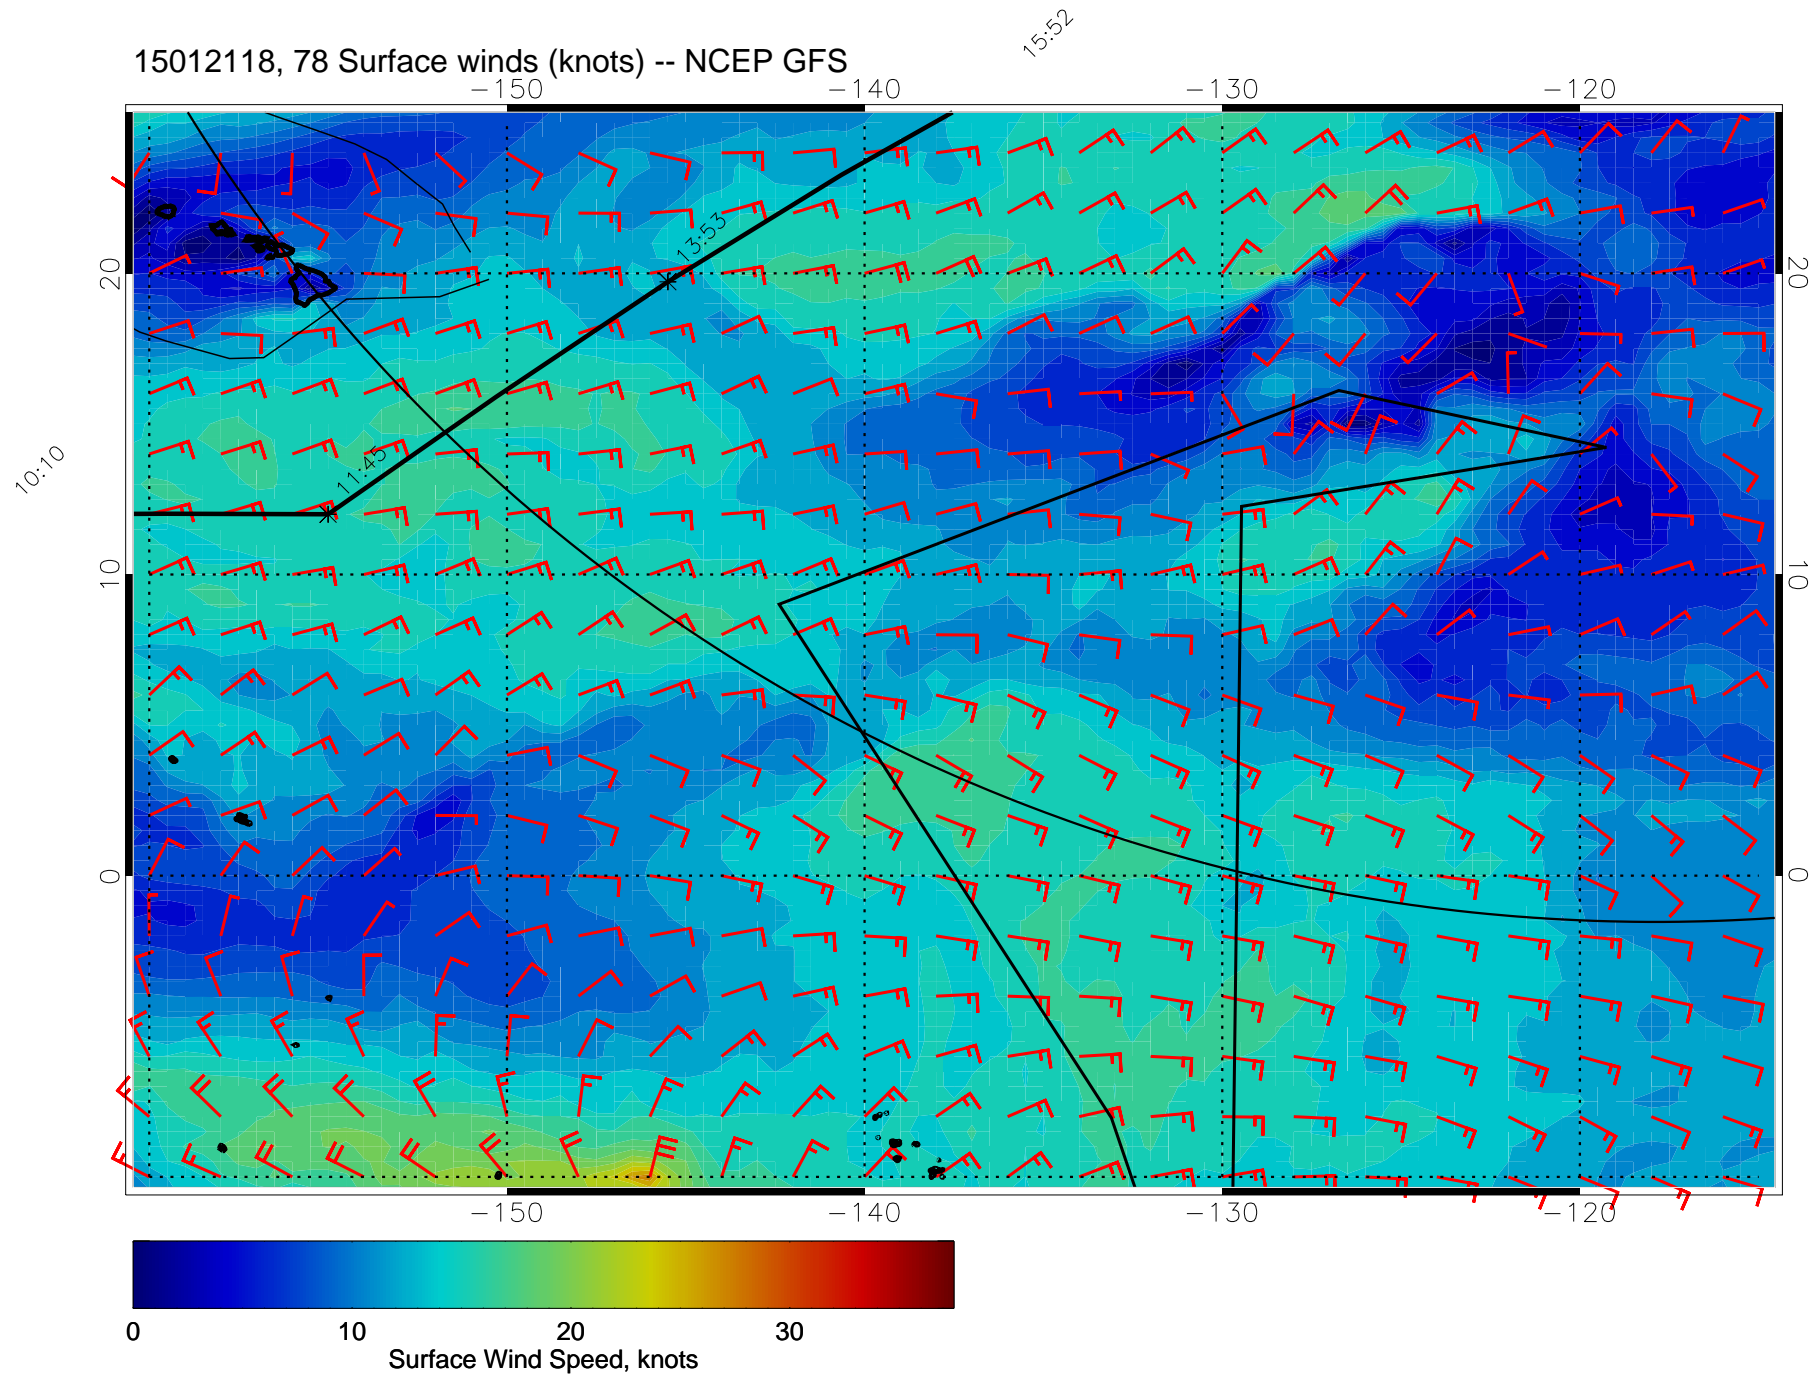 15:52
15012118, 78 Surface winds (knots) -- NCEP GFS
-150 -140 -130 -120
13:53
20 20
10:10
11:45
10 10
0 0
-150 -140 -130 -120
0 10 20 30
Surface Wind Speed, knots